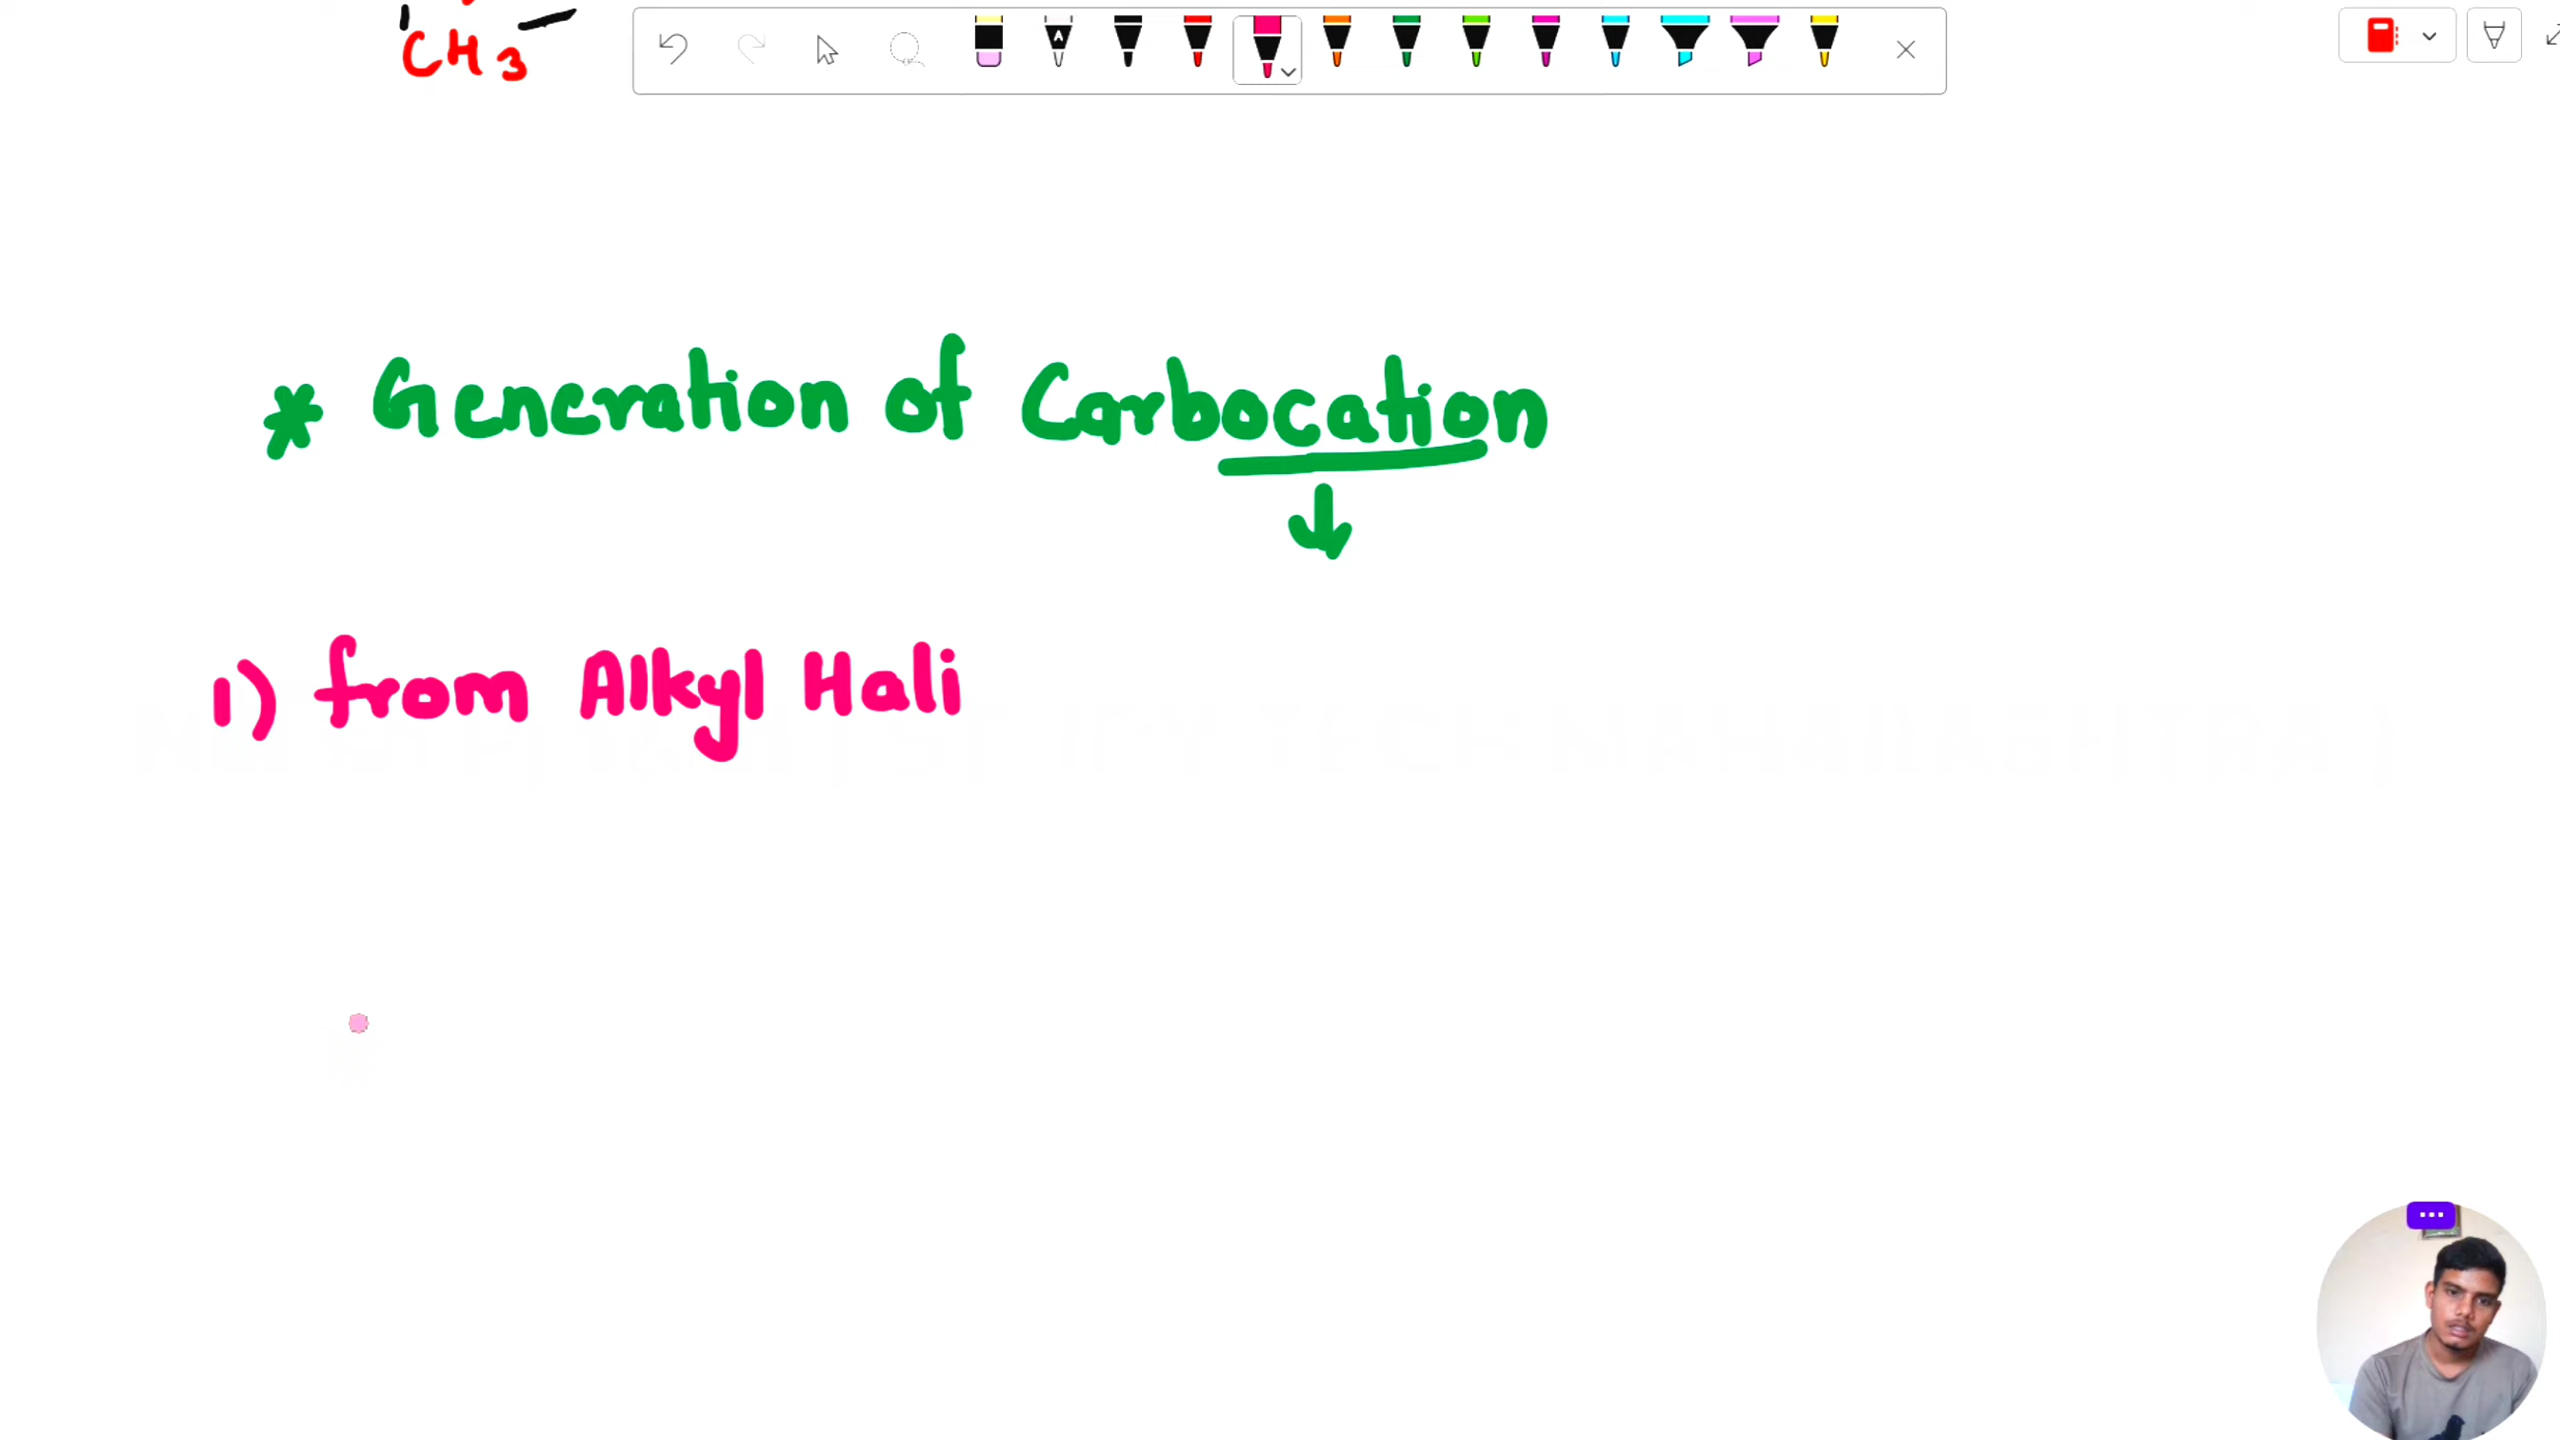 CH3
* Generation of Carbocation
↓
1) from Alkyl Hali